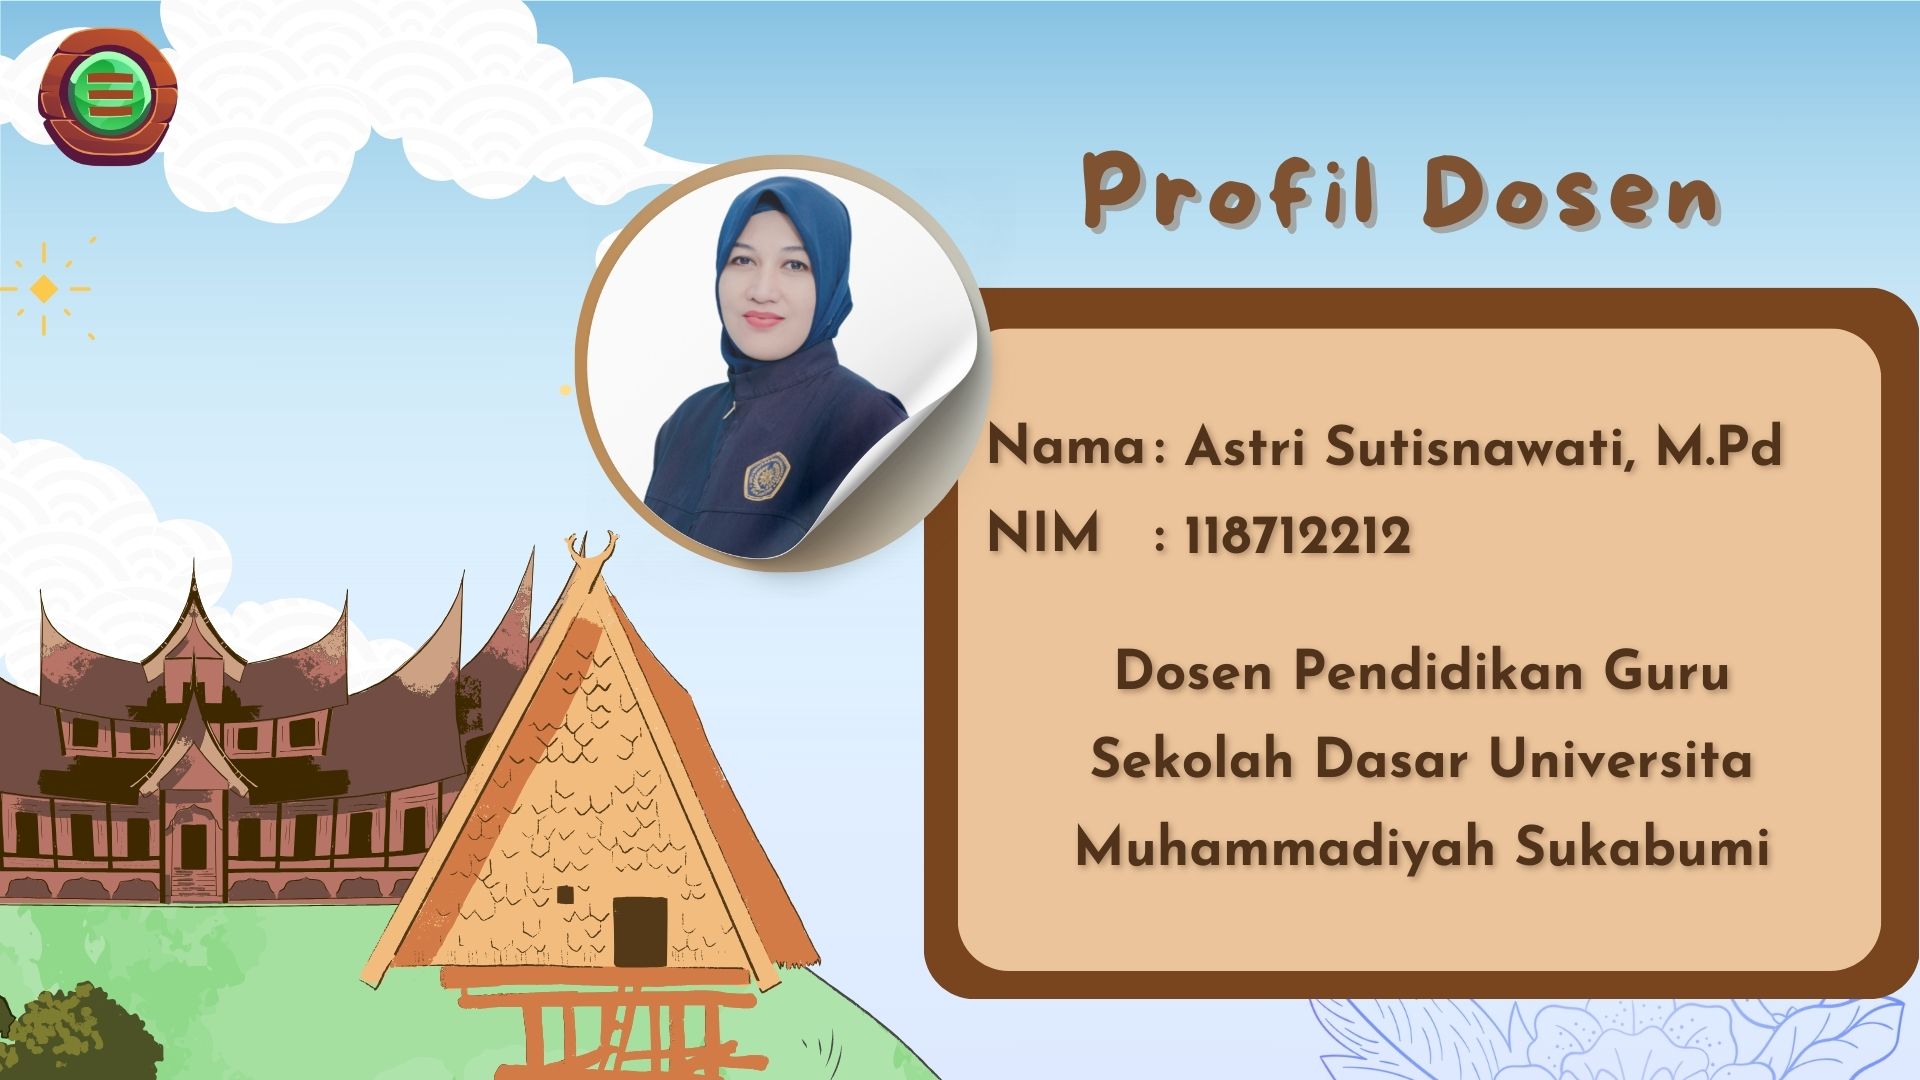 Profil Dosen
Nama : Astri Sutisnawati, M.Pd
NIM : 118712212
Dosen Pendidikan Guru
Sekolah Dasar Universita
Muhammadiyah Sukabumi